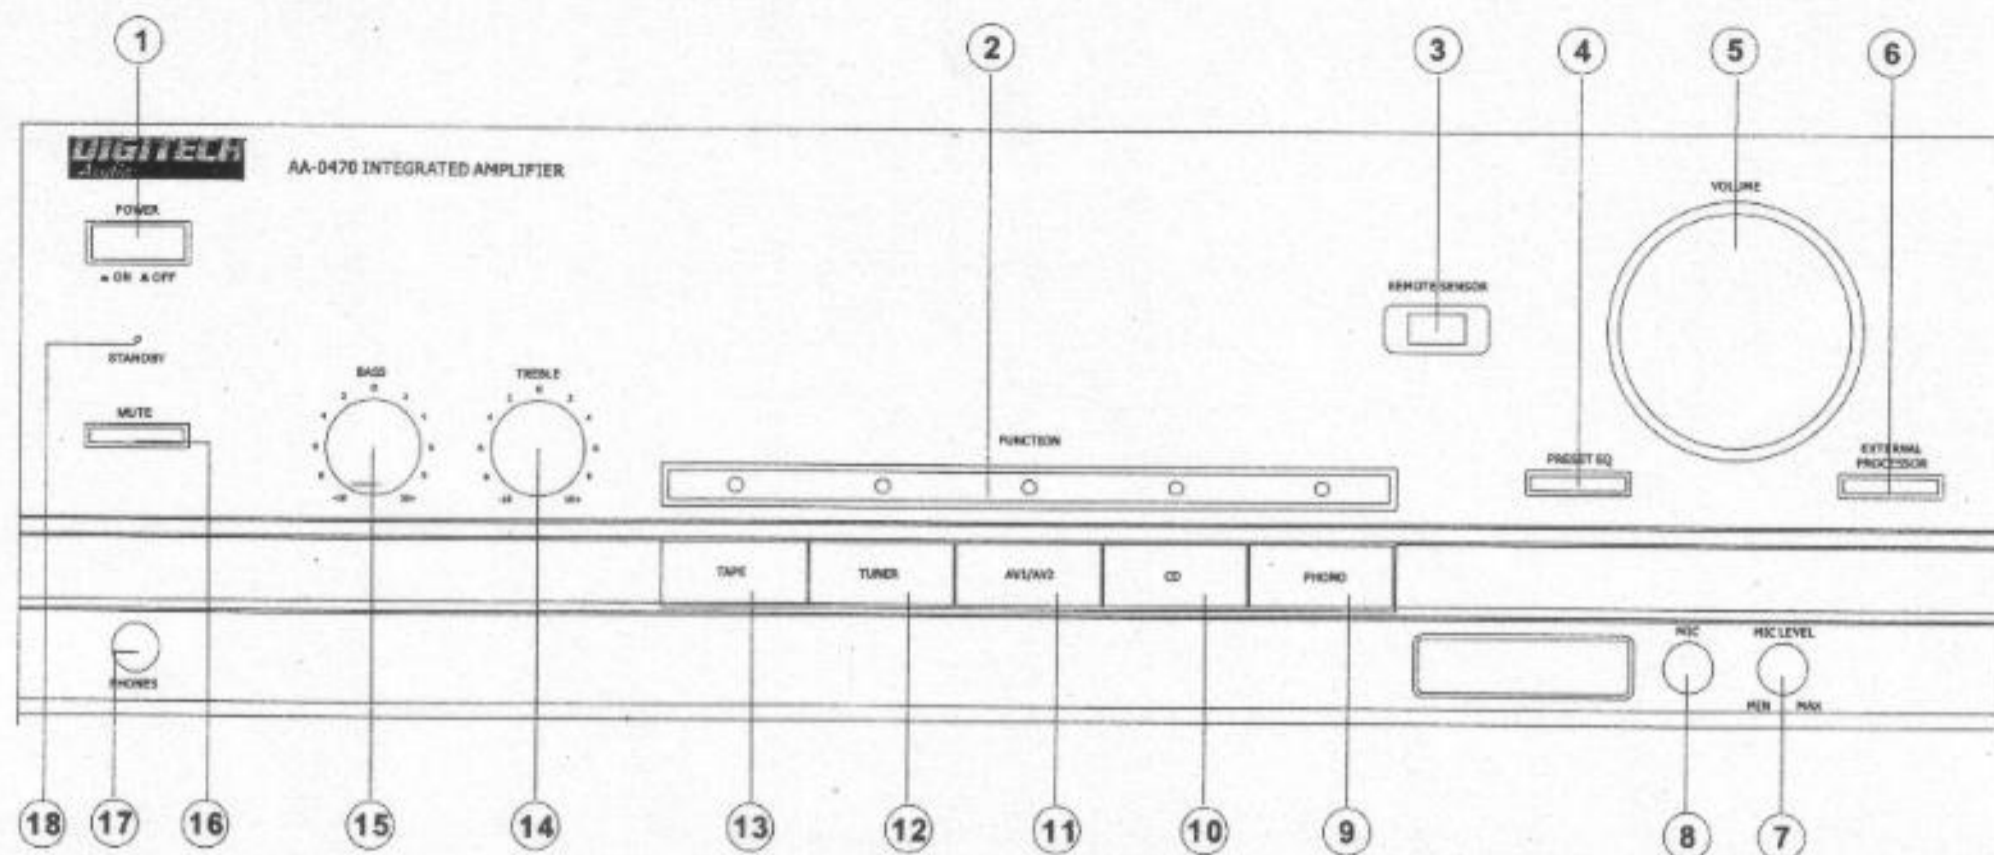 1 2 3 4 5 6
DIGITECH
Audio
AA-0470 INTEGRATED AMPLIFIER
POWER
ON OFF
VOLUME
REMOTE SENSOR
STANDBY
MUTE
BASS
TREBLE
FUNCTION
PRESET EQ
EXTERNAL
PROCESSOR
TAPE TUNER AV1/AV2 CD PHONO
PHONES
MIC MIC LEVEL
MIN MAX
18 17 16 15 14 13 12 11 10 9 8 7